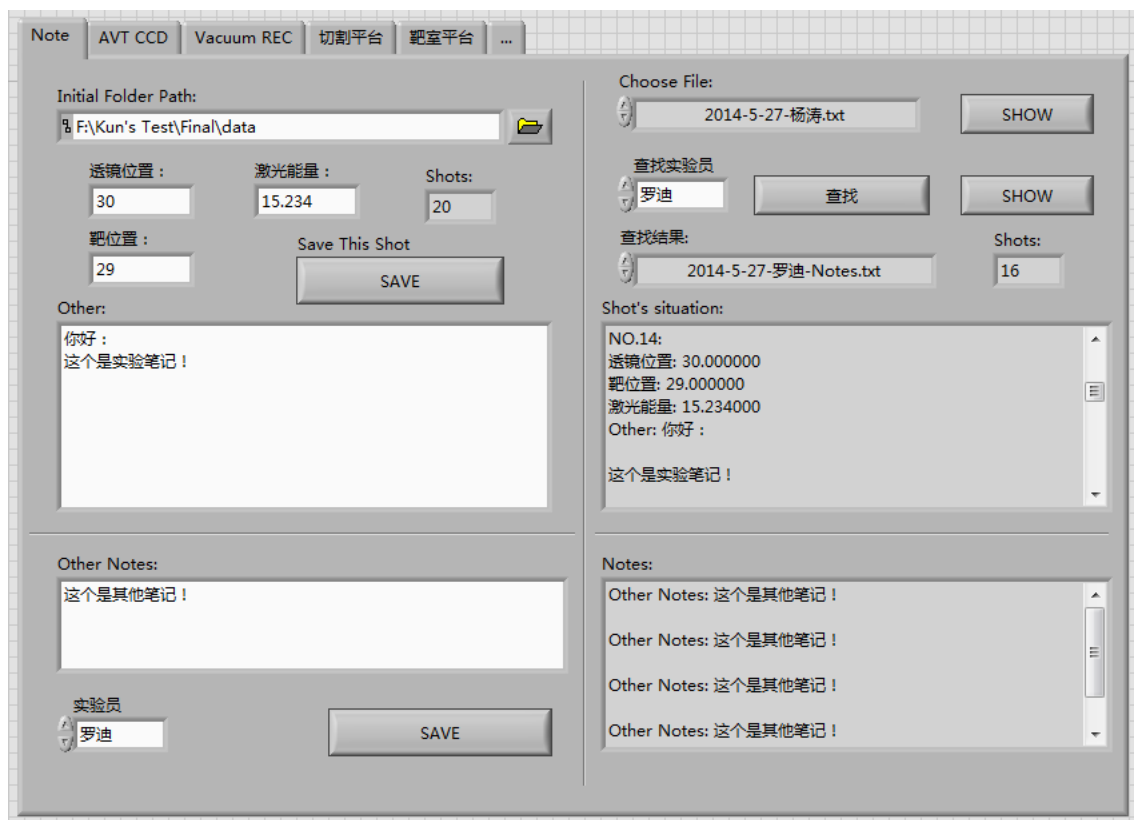 Note
AVT CCD
Vacuum REC
切割平台
靶室平台
...
Initial Folder Path:
F:\Kun's Test\Final\data
透镜位置：
激光能量：
Shots:
30
15.234
20
靶位置：
29
Save This Shot
SAVE
Other:
你好：
这个是实验笔记！
Other Notes:
这个是其他笔记！
实验员
罗迪
SAVE
Choose File:
2014-5-27-杨涛.txt
SHOW
查找实验员
罗迪
查找
SHOW
查找结果:
2014-5-27-罗迪-Notes.txt
Shots:
16
Shot's situation:
NO.14:
透镜位置: 30.000000
靶位置: 29.000000
激光能量: 15.234000
Other: 你好：
这个是实验笔记！
Notes:
Other Notes: 这个是其他笔记！
Other Notes: 这个是其他笔记！
Other Notes: 这个是其他笔记！
Other Notes: 这个是其他笔记！